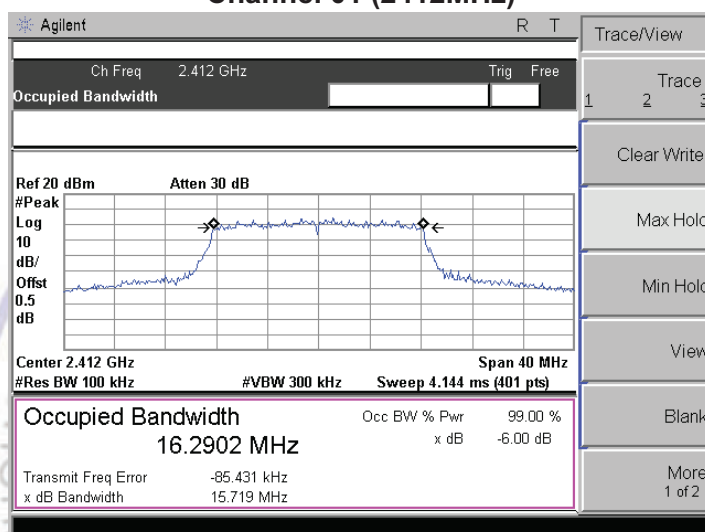 Channel 01 (2412MHz)
Agilent R T
Trace/View
Ch Freq 2.412 GHz Trig Free
Occupied Bandwidth
Trace
1 2 3
Clear Write
Ref 20 dBm Atten 30 dB
#Peak
Log
10
dB/
Offst
0.5
dB
Max Hold
Min Hold
View
Center 2.412 GHz Span 40 MHz
#Res BW 100 kHz #VBW 300 kHz Sweep 4.144 ms (401 pts)
Occupied Bandwidth Occ BW % Pwr 99.00 %
16.2902 MHz x dB -6.00 dB
Transmit Freq Error -85.431 kHz
x dB Bandwidth 15.719 MHz
Blank
More
1 of 2